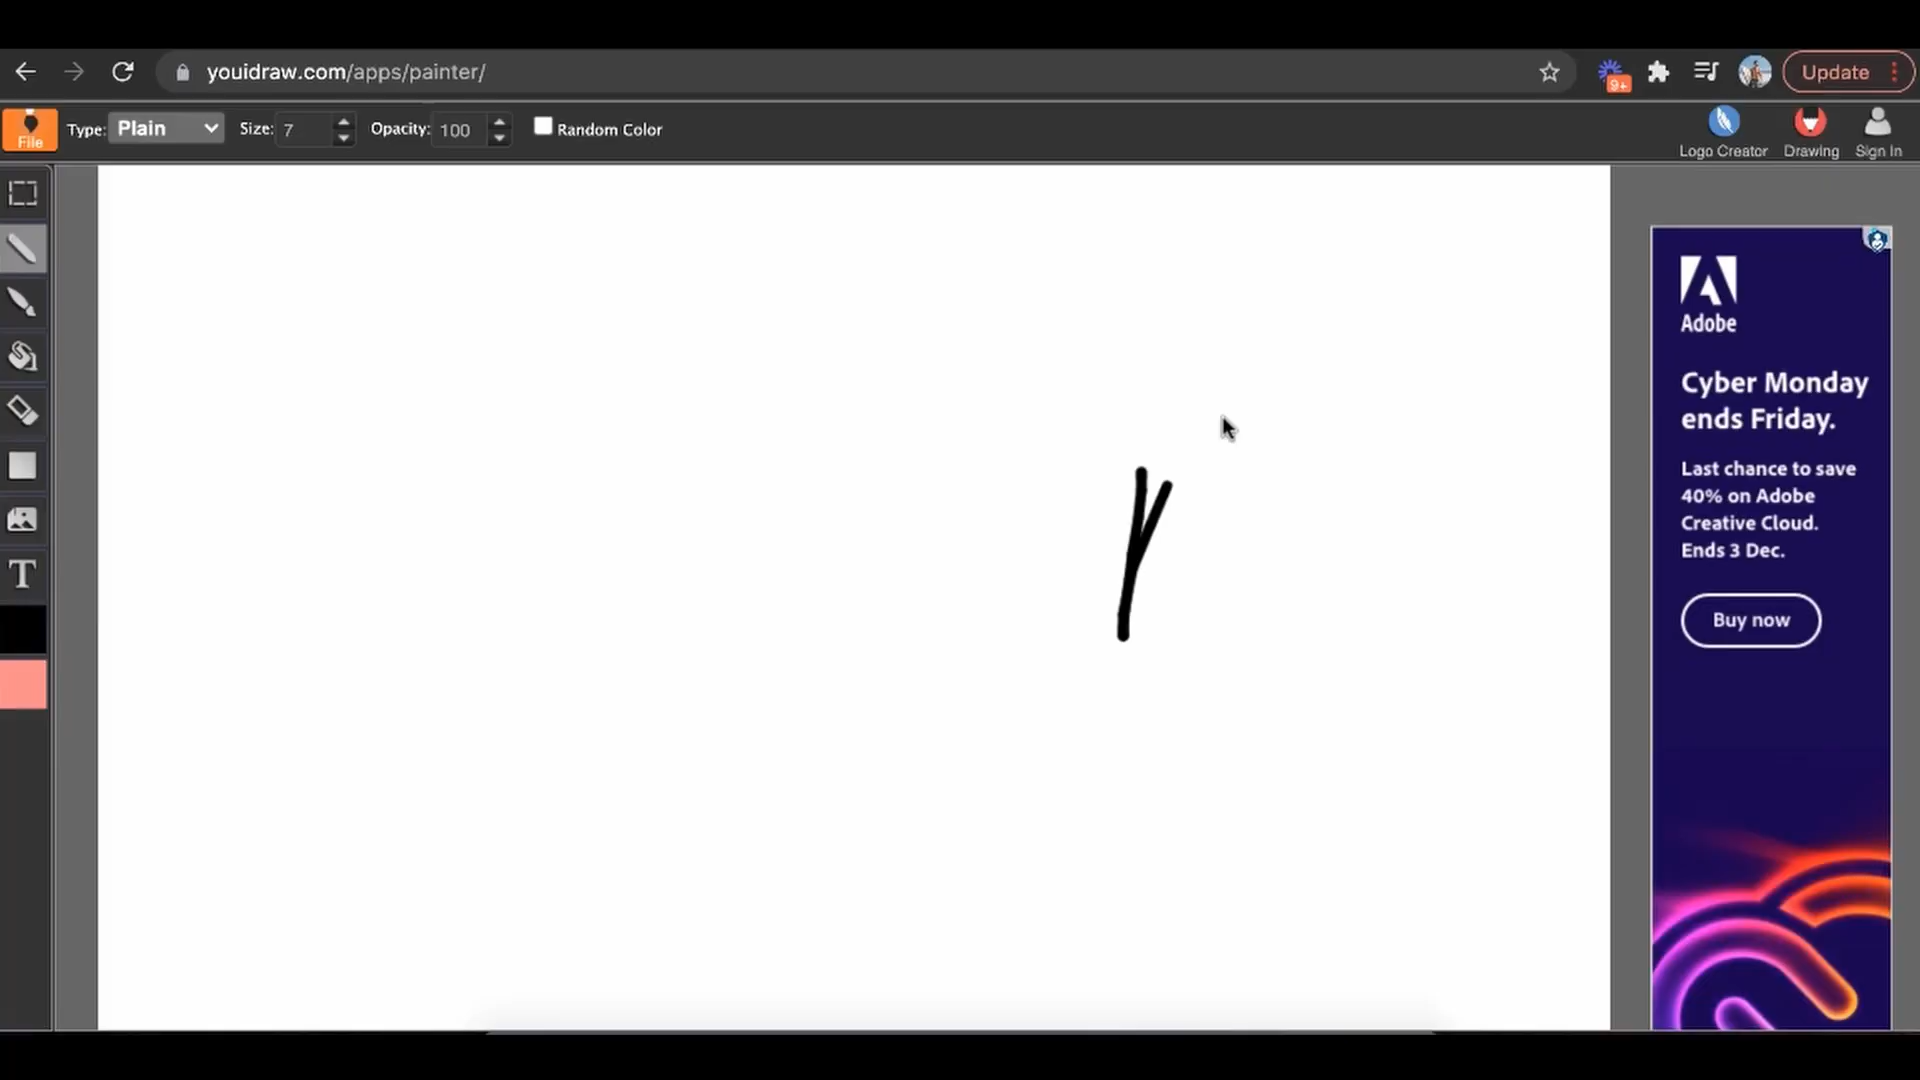 youidraw.com/apps/painter/
9+
Update
File
Type: Plain
Size: 7
Opacity: 100
Random Color
Logo Creator
Drawing
Sign In
T
Adobe
Cyber Monday
ends Friday.
Last chance to save
40% on Adobe
Creative Cloud.
Ends 3 Dec.
Buy now